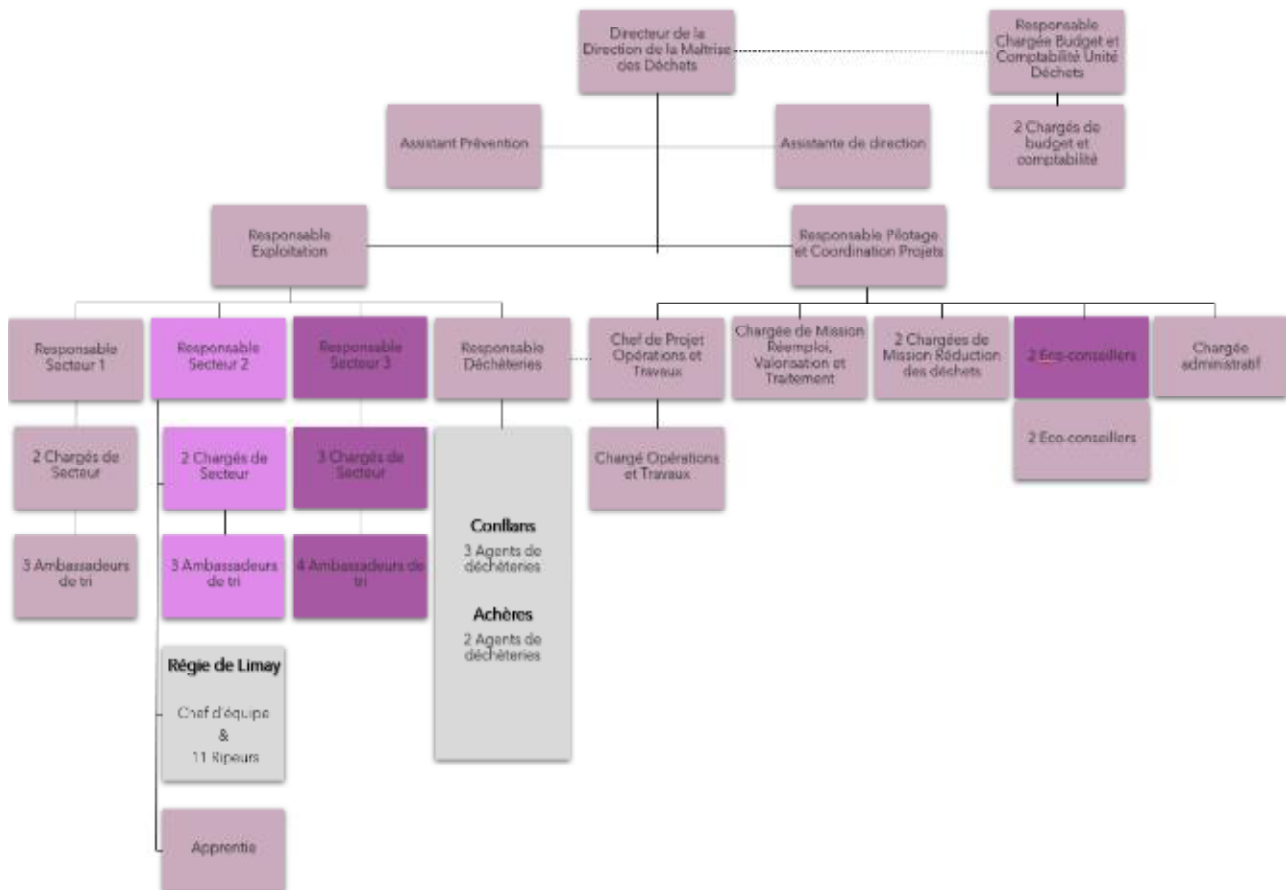 Directeur de la
Direction de la Maîtrise
des Déchets
Responsable
Chargée Budget et
Comptabilité Unité
Déchets
Assistant Prévention
Assistante de direction
2 Chargés de
budget et
comptabilité
Responsable
Exploitation
Responsable Pilotage
et Coordination Projets
Responsable
Secteur 1
Responsable
Secteur 2
Responsable
Secteur 3
Responsable
Déchèteries
Chef de Projet
Opérations et
Travaux
Chargée de Mission
Réemploi,
Valorisation et
Traitement
2 Chargées de
Mission Réduction
des déchets
2 Eco-conseillers
Chargée
administratif
2 Chargés de
Secteur
2 Chargés de
Secteur
3 Chargés de
Secteur
Chargé Opérations
et Travaux
2 Eco-conseillers
3 Ambassadeurs
de tri
3 Ambassadeurs
de tri
4 Ambassadeurs de
tri
Conflans
3 Agents de
déchèteries
Achères
2 Agents de
déchèteries
Régie de Limay
Chef d'équipe
&
11 Ripeurs
Apprentie